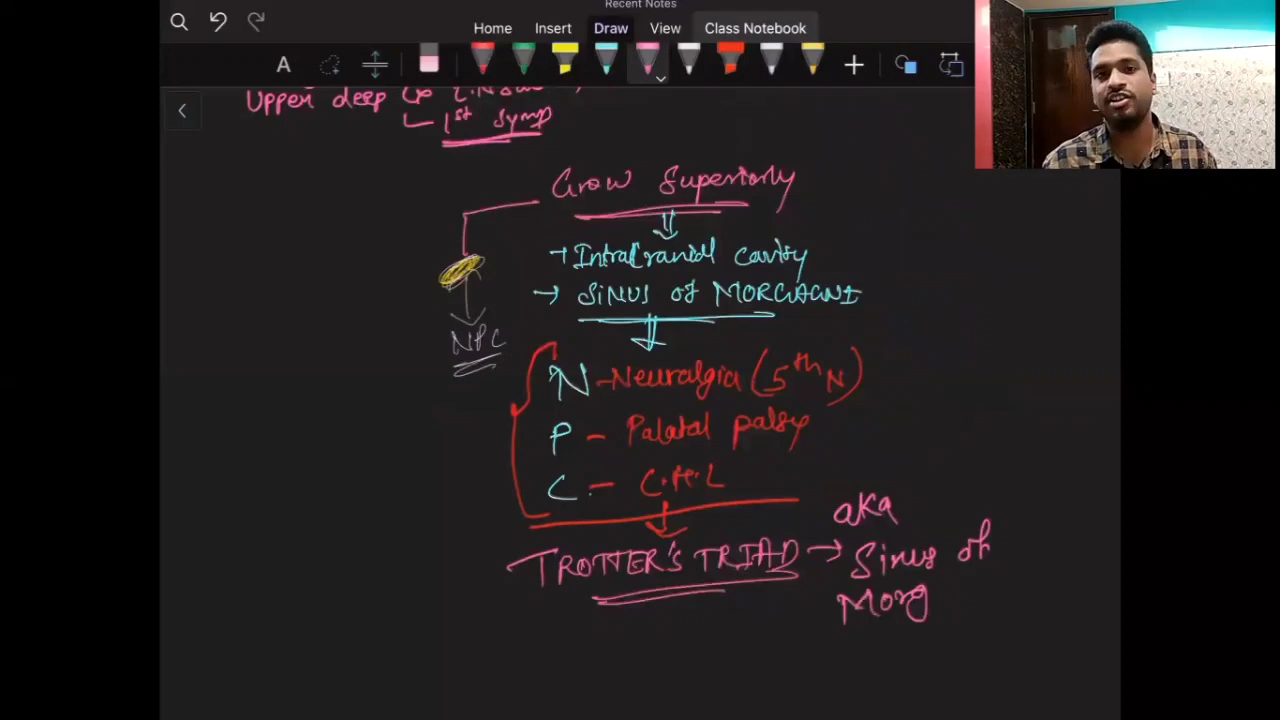 Recent Notes
Home Insert Draw View Class Notebook
A
Upper deep
1st symp
Grow Superiorly
→ Intracranial cavity
→ SINUS of MORGAGNI
NPC
N - Neuralgia (5th N)
P - Palatal palsy
C - C.H.L
TROTTER'S TRIAD → aka
Sinus of
Morg